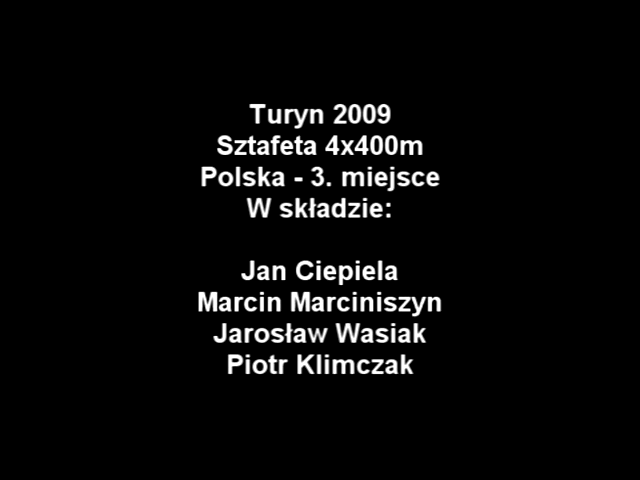 Turyn 2009
Sztafeta 4x400m
Polska - 3. miejsce
W składzie:
Jan Ciepiela
Marcin Marciniszyn
Jarosław Wasiak
Piotr Klimczak